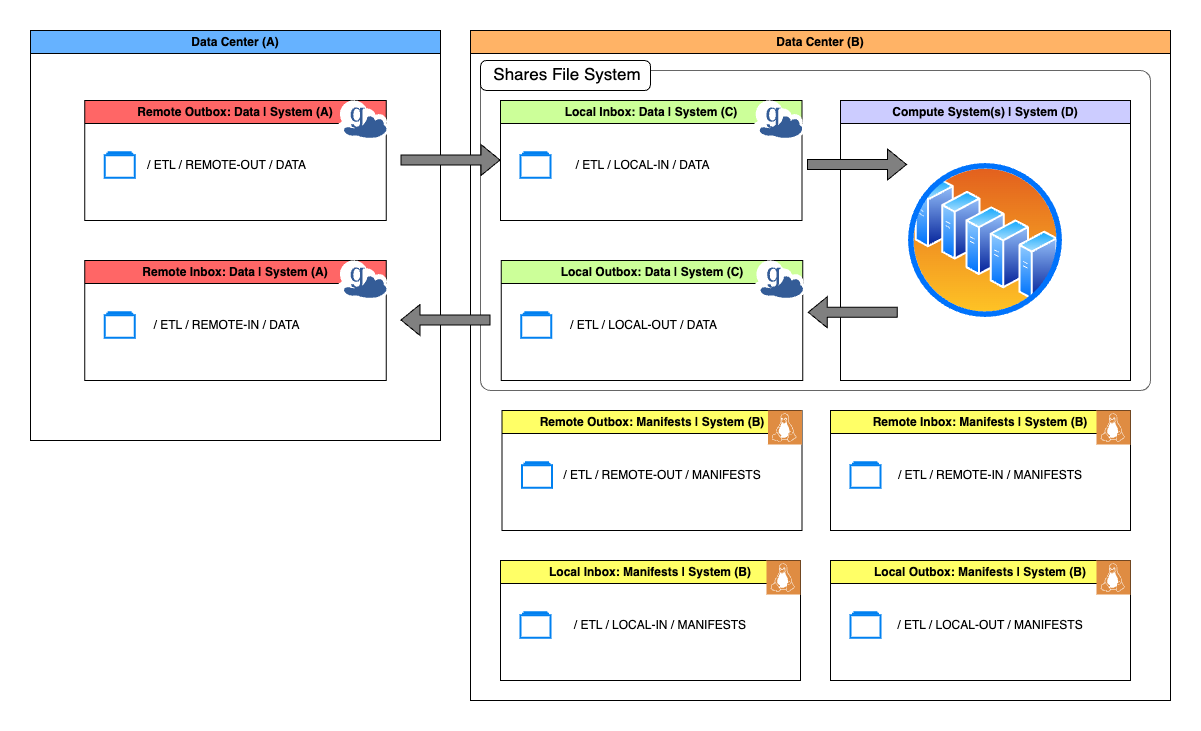 Data Center (A)
Data Center (B)
Shares File System
Remote Outbox: Data | System (A)
g
/ ETL / REMOTE-OUT / DATA
Local Inbox: Data | System (C)
g
/ ETL / LOCAL-IN / DATA
Compute System(s) | System (D)
Remote Inbox: Data | System (A)
g
/ ETL / REMOTE-IN / DATA
Local Outbox: Data | System (C)
g
/ ETL / LOCAL-OUT / DATA
Remote Outbox: Manifests | System (B)
/ ETL / REMOTE-OUT / MANIFESTS
Remote Inbox: Manifests | System (B)
/ ETL / REMOTE-IN / MANIFESTS
Local Inbox: Manifests | System (B)
/ ETL / LOCAL-IN / MANIFESTS
Local Outbox: Manifests | System (B)
/ ETL / LOCAL-OUT / MANIFESTS